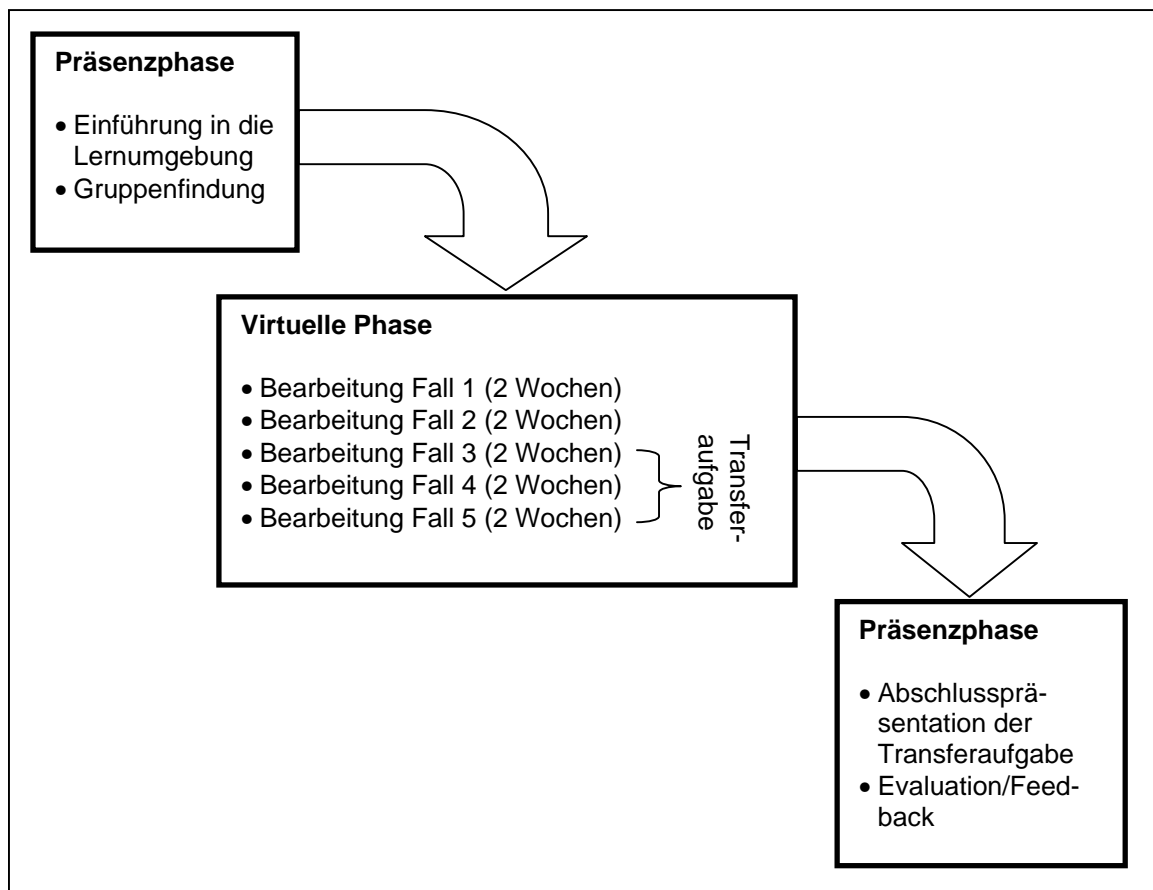 Präsenzphase
• Einführung in die
Lernumgebung
• Gruppenfindung
Virtuelle Phase
• Bearbeitung Fall 1 (2 Wochen)
• Bearbeitung Fall 2 (2 Wochen)
• Bearbeitung Fall 3 (2 Wochen)
• Bearbeitung Fall 4 (2 Wochen)
• Bearbeitung Fall 5 (2 Wochen)
Transfer-
aufgabe
Präsenzphase
• Abschlussprä-
sentation der
Transferaufgabe
• Evaluation/Feed-
back